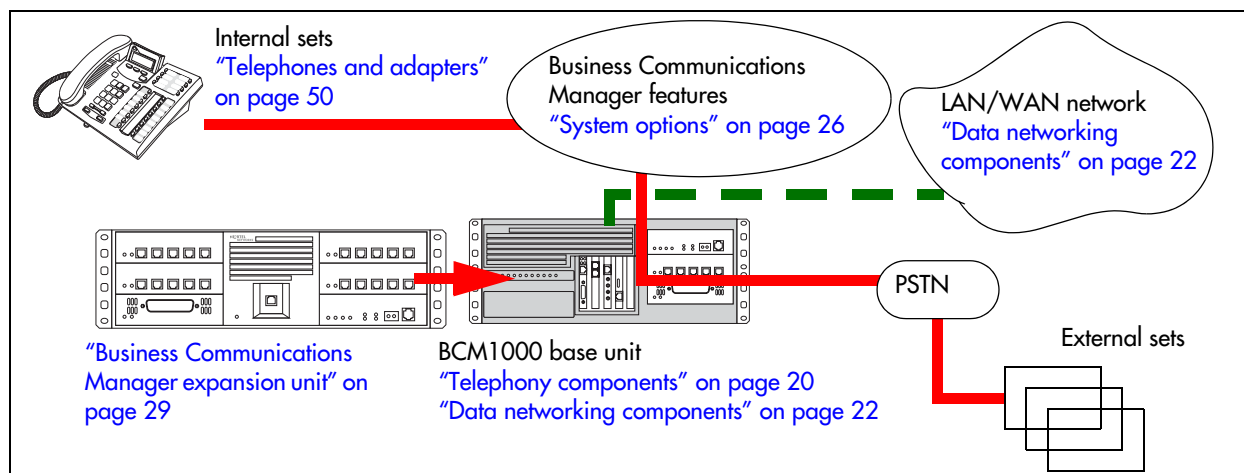 Internal sets
“Telephones and adapters”
on page 50
Business Communications
Manager features
“System options” on page 26
LAN/WAN network
“Data networking
components” on page 22
PSTN
External sets
“Business Communications
Manager expansion unit” on
page 29
BCM1000 base unit
“Telephony components” on page 20
“Data networking components” on page 22